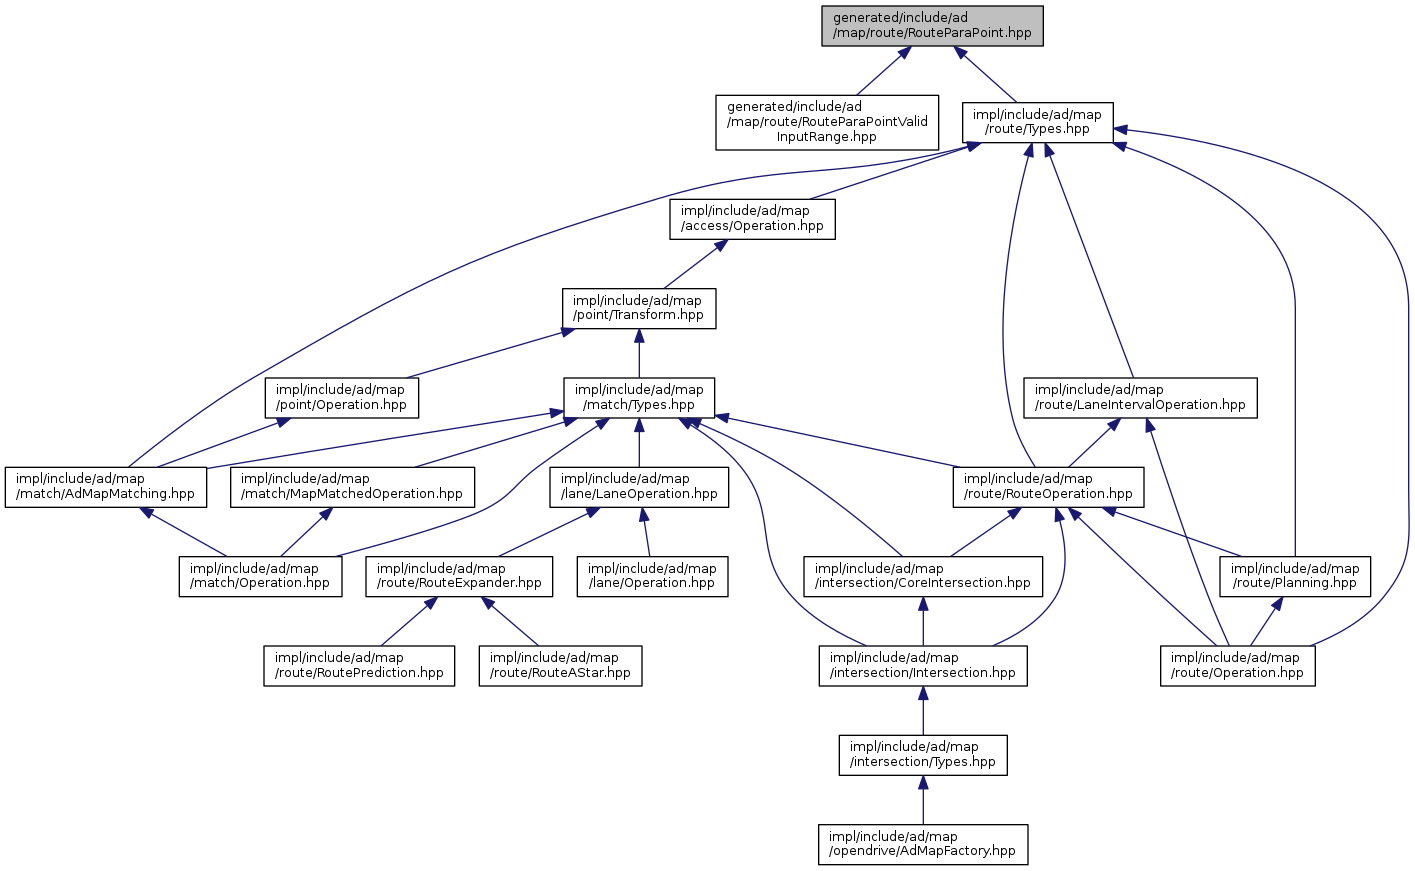 generated/include/ad
/map/route/RouteParaPoint.hpp
generated/include/ad
/map/route/RouteParaPointValid
InputRange.hpp
impl/include/ad/map
/route/Types.hpp
impl/include/ad/map
/access/Operation.hpp
impl/include/ad/map
/point/Transform.hpp
impl/include/ad/map
/point/Operation.hpp
impl/include/ad/map
/match/Types.hpp
impl/include/ad/map
/route/LaneIntervalOperation.hpp
impl/include/ad/map
/match/AdMapMatching.hpp
impl/include/ad/map
/match/MapMatchedOperation.hpp
impl/include/ad/map
/lane/LaneOperation.hpp
impl/include/ad/map
/route/RouteOperation.hpp
impl/include/ad/map
/match/Operation.hpp
impl/include/ad/map
/route/RouteExpander.hpp
impl/include/ad/map
/lane/Operation.hpp
impl/include/ad/map
/intersection/CoreIntersection.hpp
impl/include/ad/map
/route/Planning.hpp
impl/include/ad/map
/route/RoutePrediction.hpp
impl/include/ad/map
/route/RouteAStar.hpp
impl/include/ad/map
/intersection/Intersection.hpp
impl/include/ad/map
/route/Operation.hpp
impl/include/ad/map
/intersection/Types.hpp
impl/include/ad/map
/opendrive/AdMapFactory.hpp